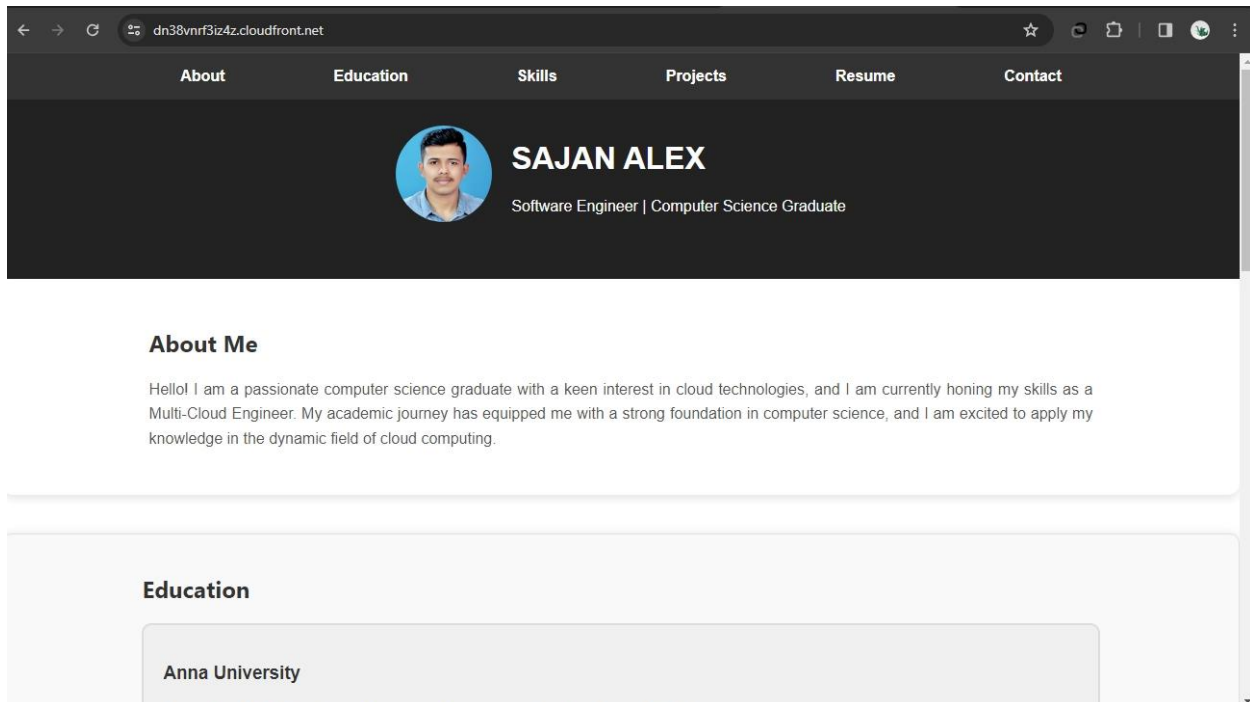 dn38vnrf3iz4z.cloudfront.net
About Education Skills Projects Resume Contact
SAJAN ALEX
Software Engineer | Computer Science Graduate
About Me
Hello! I am a passionate computer science graduate with a keen interest in cloud technologies, and I am currently honing my skills as a
Multi-Cloud Engineer. My academic journey has equipped me with a strong foundation in computer science, and I am excited to apply my
knowledge in the dynamic field of cloud computing.
Education
Anna University